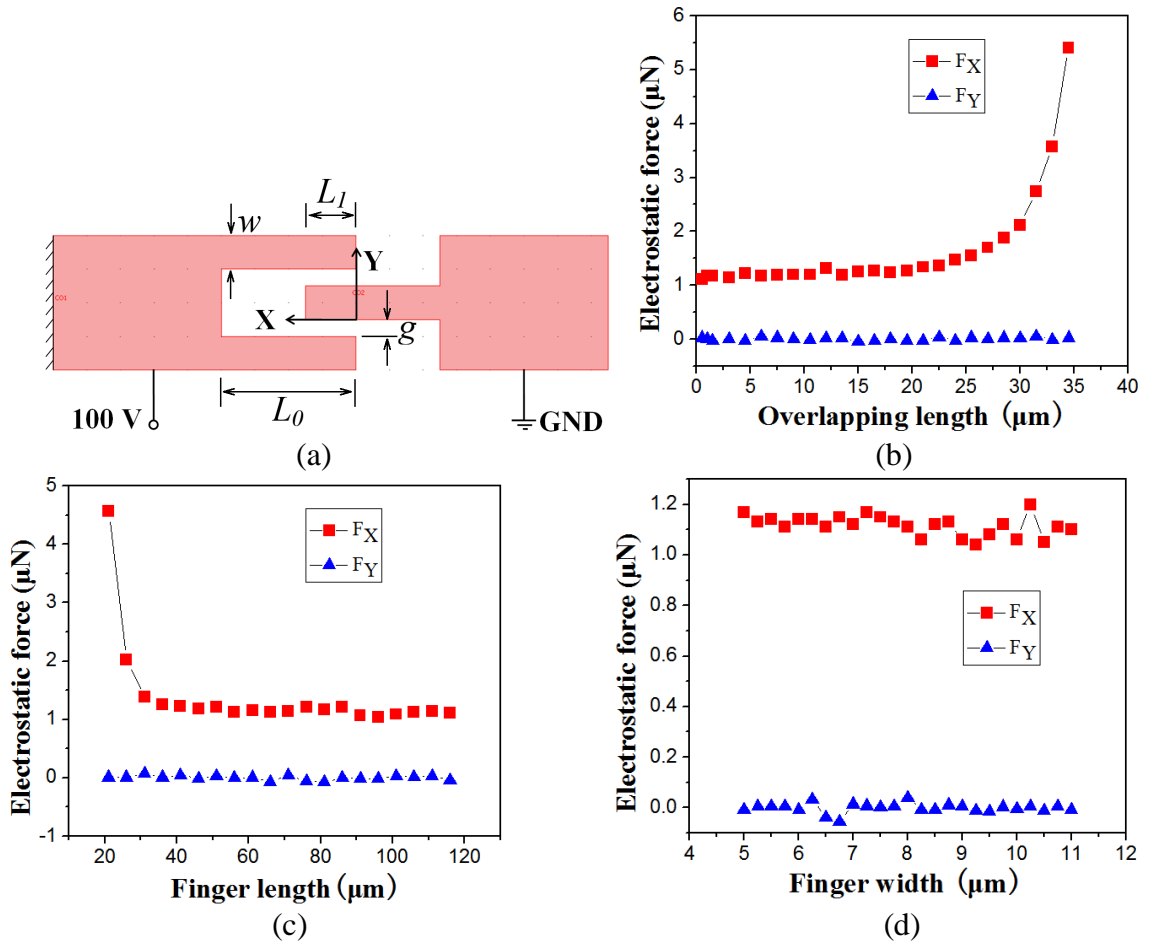 L1
w
Y
CO1
CO2
X
g
L0
100 V
GND
(a)
6
5
4
3
2
1
0
Electrostatic force (μN)
FX
FY
0 5 10 15 20 25 30 35 40
Overlapping length (μm)
(b)
5
4
3
2
1
0
-1
Electrostatic force (μN)
FX
FY
20 40 60 80 100 120
Finger length (μm)
(c)
1.2
1.0
0.8
0.6
0.4
0.2
0.0
Electrostatic force (μN)
FX
FY
4 5 6 7 8 9 10 11 12
Finger width (μm)
(d)